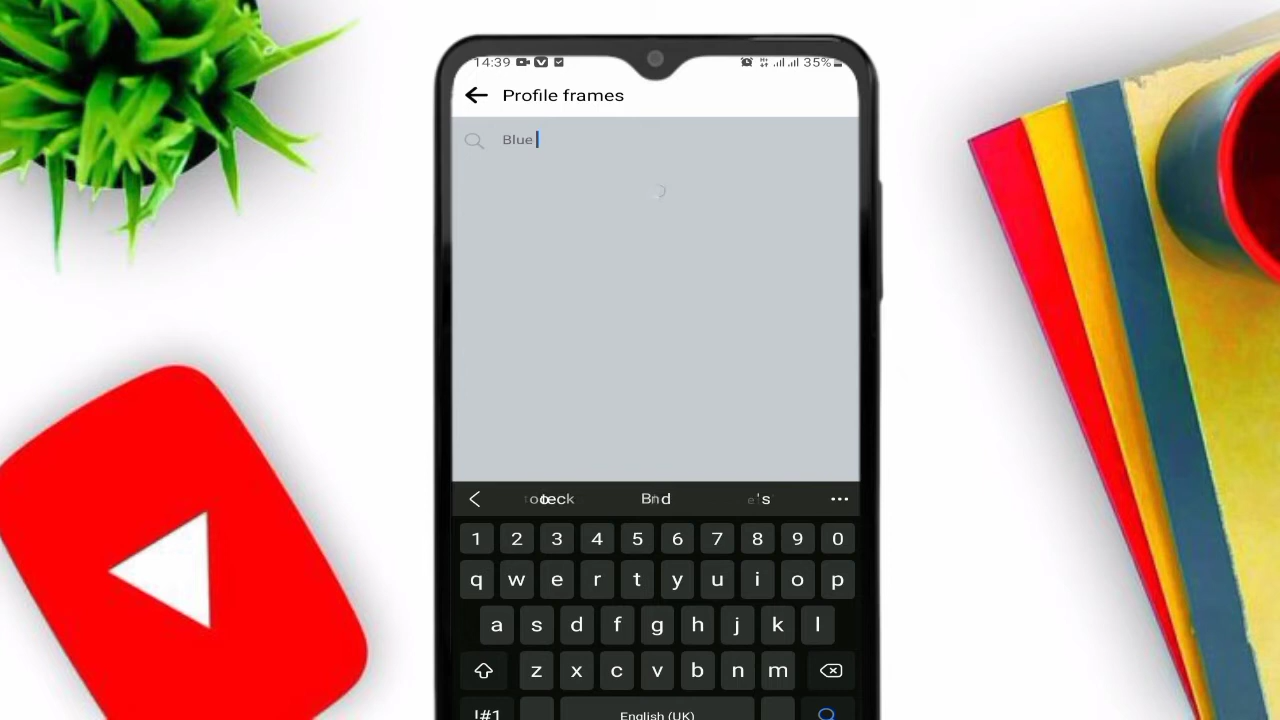 14:39 35%
Profile frames
Blue
1 2 3 4 5 6 7 8 9 0
q w e r t y u i o p
a s d f g h j k l
z x c v b n m
!#1 English (UK)